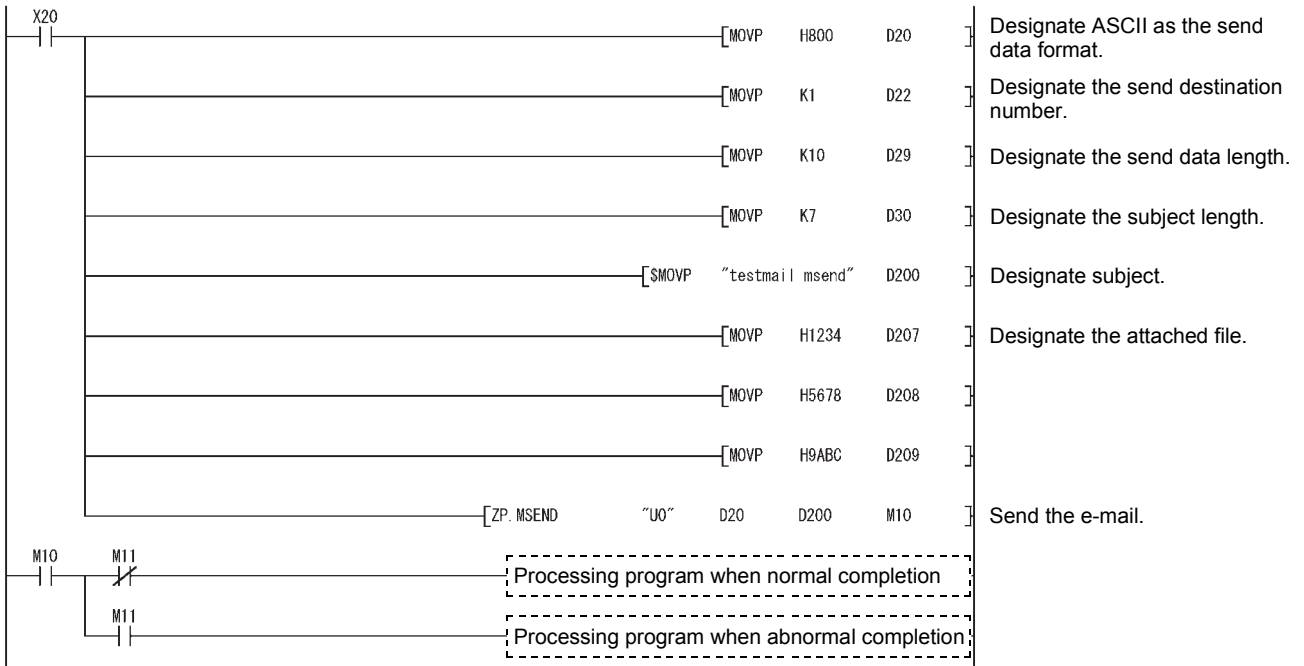 X20
[MOVP H800 D20 ] Designate ASCII as the send
data format.
[MOVP K1 D22 ] Designate the send destination
number.
[MOVP K10 D29 ] Designate the send data length.
[MOVP K7 D30 ] Designate the subject length.
[$MOVP "testmail msend" D200 ] Designate subject.
[MOVP H1234 D207 ] Designate the attached file.
[MOVP H5678 D208 ]
[MOVP H9ABC D209 ]
[ZP.MSEND "U0" D20 D200 M10 ] Send the e-mail.
M10 M11
Processing program when normal completion
M11
Processing program when abnormal completion